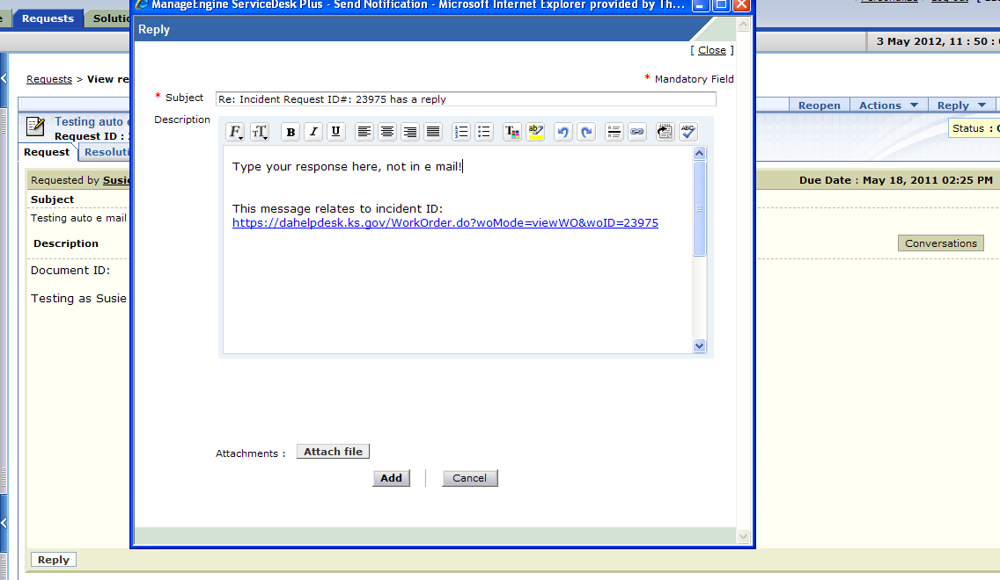 ManageEngine ServiceDesk Plus - Send Notification - Microsoft Internet Explorer provided by Th...
Requests
Reply
3 May 2012, 11 : 50 :
[ Close ]
Requests > View re
* Mandatory Field
* Subject
Re: Incident Request ID#: 23975 has a reply
Reopen
Actions
Reply
Description
Testing auto e
Request ID :
Status :
Request
Resoluti
Type your response here, not in e mail!
Requested by Susie
Due Date : May 18, 2011 02:25 PM
Subject
This message relates to incident ID:
Testing auto e mail
https://dahelpdesk.ks.gov/WorkOrder.do?woMode=viewWO&woID=23975
Description
Conversations
Document ID:
Testing as Susie
Attachments :
Attach file
Add
Cancel
Reply